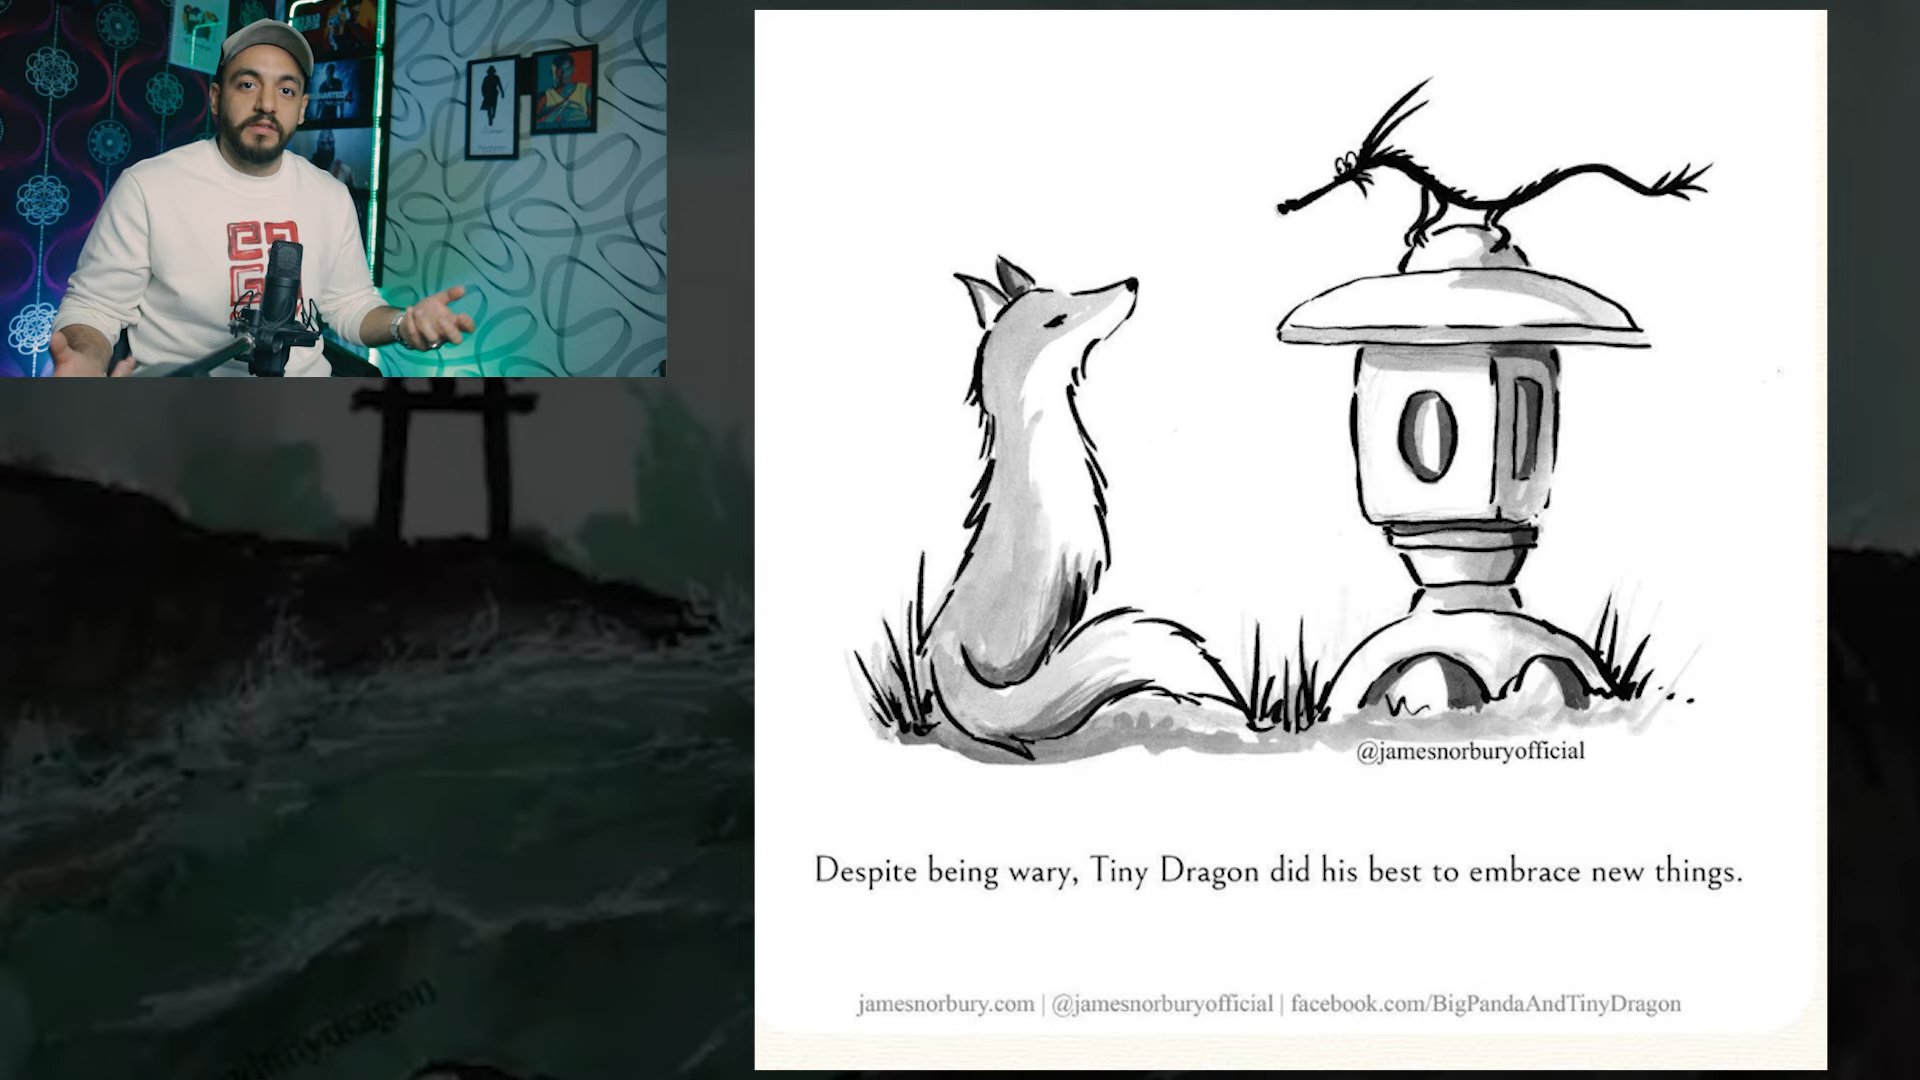 UNCHARTED
@jamesnorburyofficial
Despite being wary, Tiny Dragon did his best to embrace new things.
jamesnorbury.com | @jamesnorburyofficial | facebook.com/BigPandaAndTinyDragon